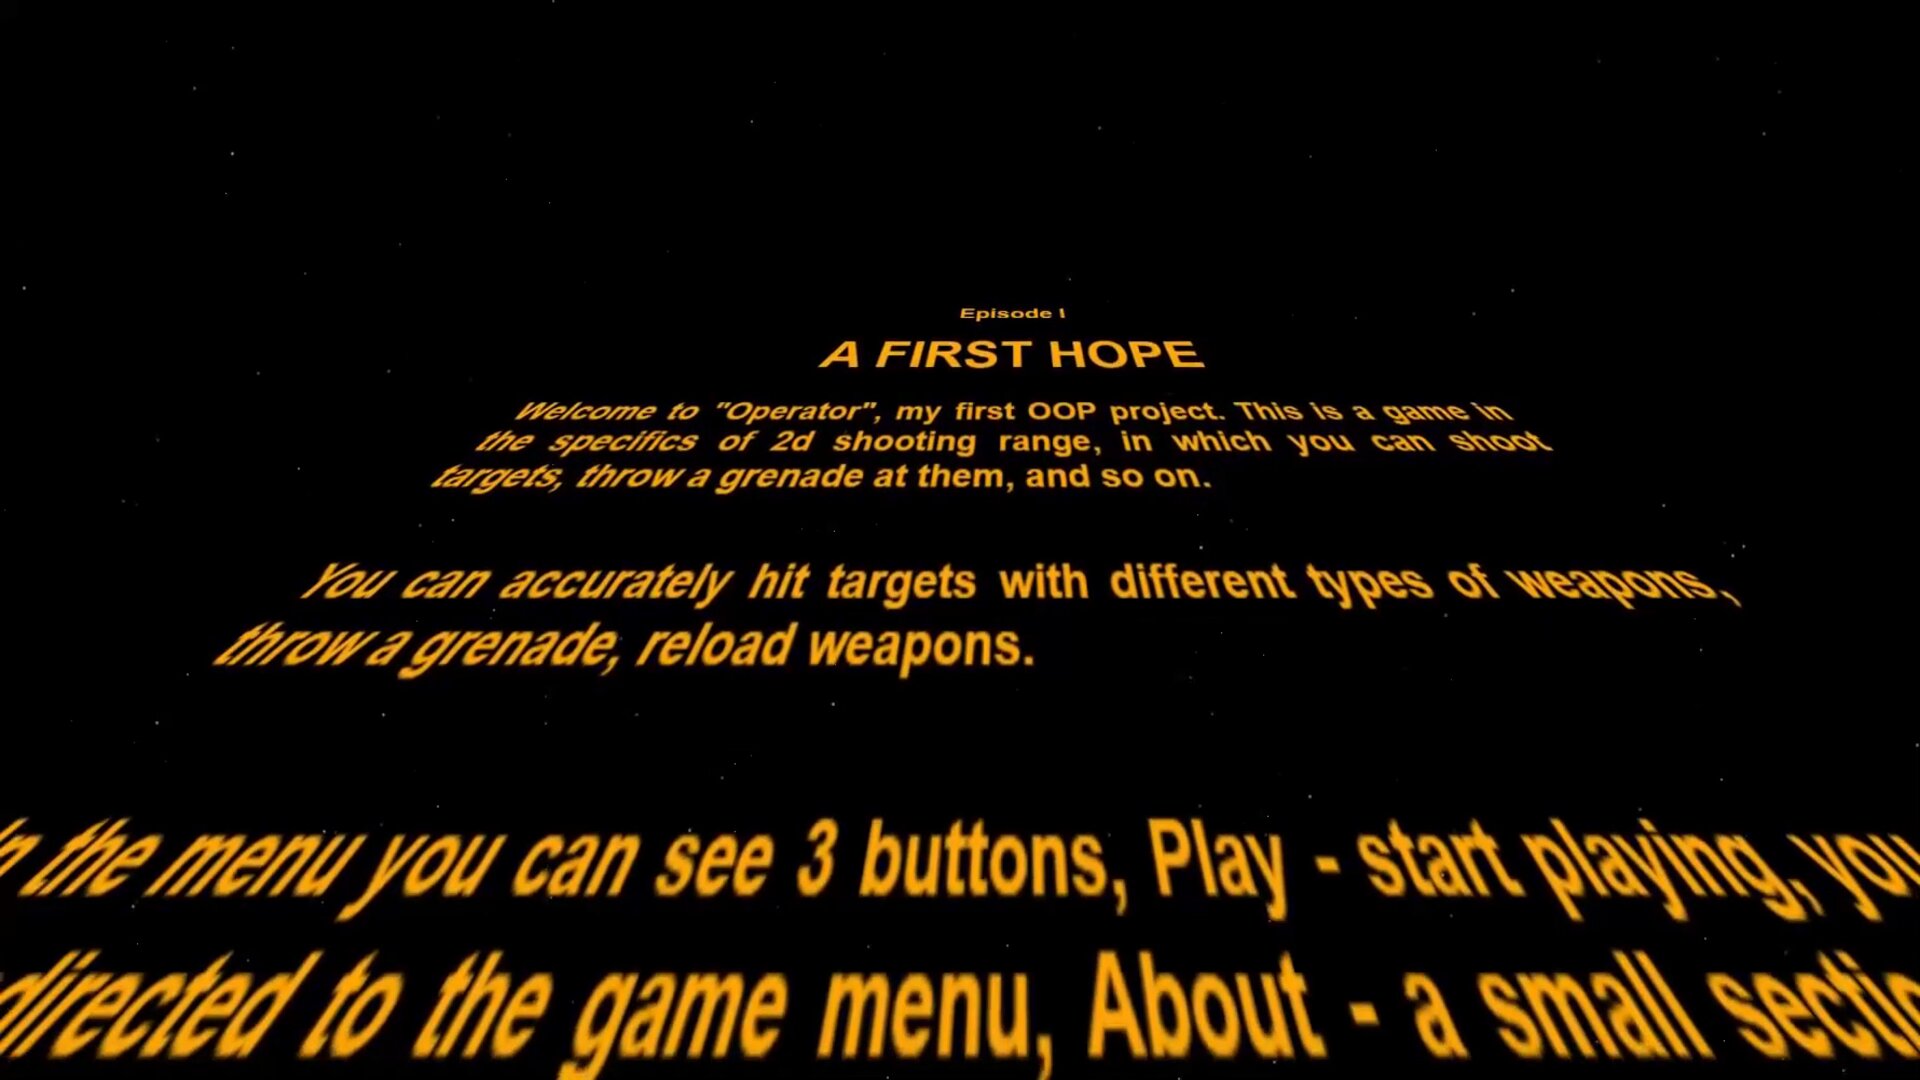 Episode I
A FIRST HOPE
Welcome to "Operator", my first OOP project. This is a game in
the specifics of 2d shooting range, in which you can shoot
targets, throw a grenade at them, and so on.
You can accurately hit targets with different types of weapons,
throw a grenade, reload weapons.
In the menu you can see 3 buttons, Play - start playing, you
directed to the game menu, About - a small